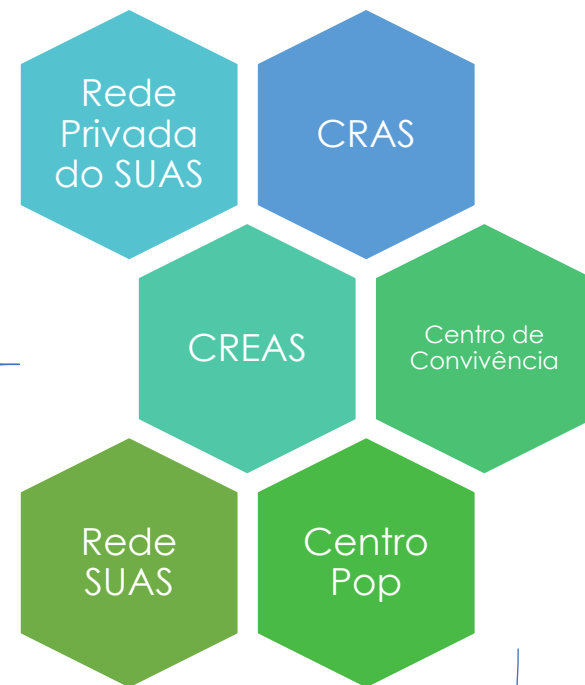 Rede
Privada
do SUAS
CRAS
CREAS
Centro de
Convivência
Rede
SUAS
Centro
Pop